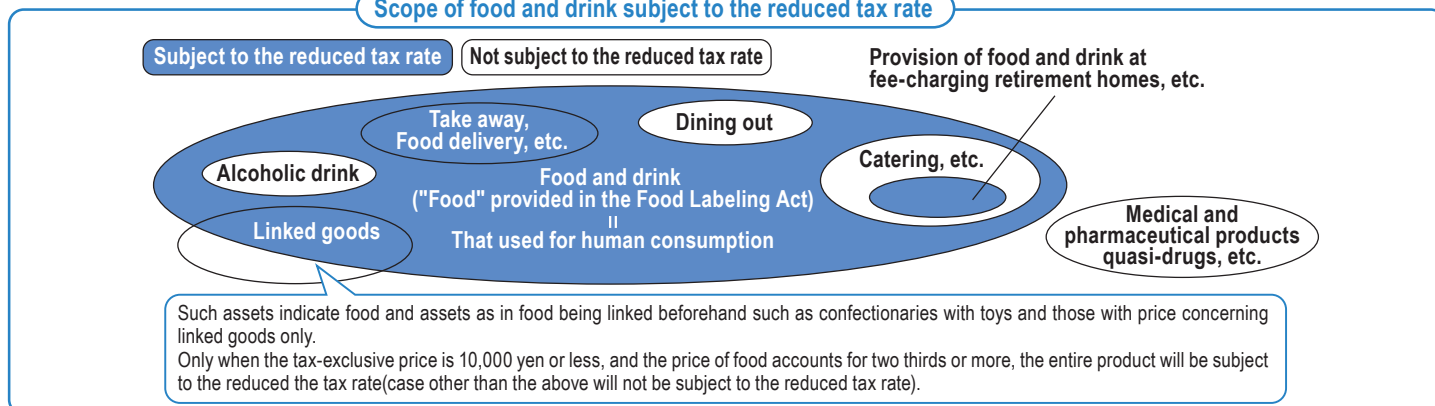 Scope of food and drink subject to the reduced tax rate
Subject to the reduced tax rate
Not subject to the reduced tax rate
Provision of food and drink at
fee-charging retirement homes, etc.
Take away,
Food delivery, etc.
Dining out
Alcoholic drink
Catering, etc.
Food and drink
("Food" provided in the Food Labeling Act)
=
That used for human consumption
Linked goods
Medical and
pharmaceutical products
quasi-drugs, etc.
Such assets indicate food and assets as in food being linked beforehand such as confectionaries with toys and those with price concerning
linked goods only.
Only when the tax-exclusive price is 10,000 yen or less, and the price of food accounts for two thirds or more, the entire product will be subject
to the reduced the tax rate(case other than the above will not be subject to the reduced tax rate).